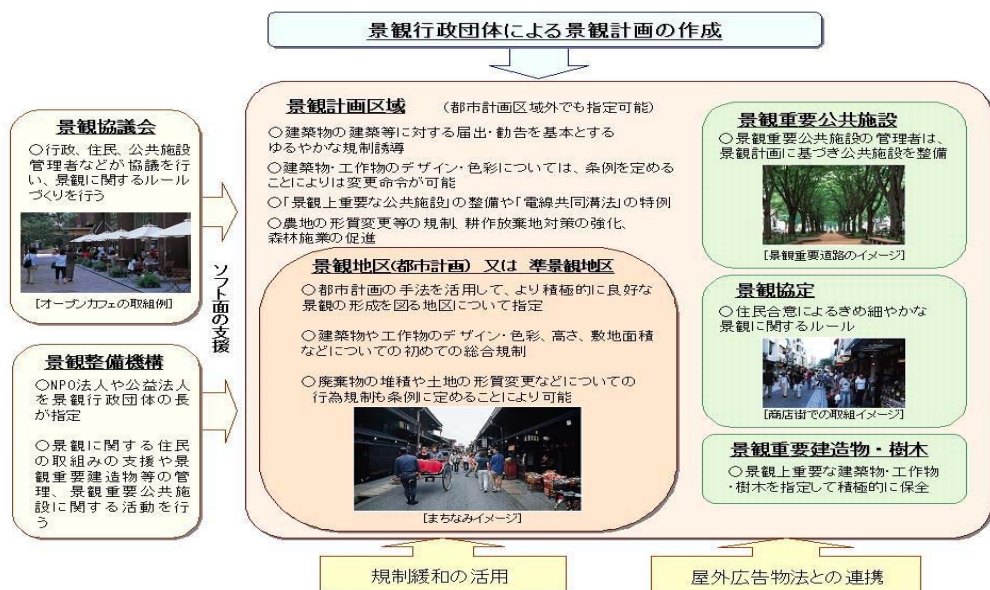 景観行政団体による景観計画の作成
景観協議会
○行政、住民、公共施設
管理者などが協議を行
い、景観に関するルール
づくりを行う
[オープンカフェの取組例]
景観整備機構
○NPO法人や公益法人
を景観行政団体の長
が指定
○景観に関する住民
の取組みの支援や景
観重要建造物等の管
理、景観重要公共施
設に関する活動を行
う
ソフト面の支援
景観計画区域 (都市計画区域外でも指定可能)
○建築物の建築等に対する届出・勧告を基本とする
ゆるやかな規制誘導
○建築物・工作物のデザイン・色彩については、条例を定める
ことによりは変更命令が可能
○「景観上重要な公共施設」の整備や「電線共同溝法」の特例
○農地の形質変更等の規制、耕作放棄地対策の強化、
森林施業の促進
景観地区(都市計画) 又は 準景観地区
○都市計画の手法を活用して、より積極的に良好な
景観の形成を図る地区について指定
○建築物や工作物のデザイン・色彩、高さ、敷地面積
などについての初めての総合規制
○廃棄物の堆積や土地の形質変更などについての
行為規制も条例に定めることにより可能
[まちなみイメージ]
景観重要公共施設
○景観重要公共施設の管理者は、
景観計画に基づき公共施設を整備
[景観重要道路のイメージ]
景観協定
○住民合意によるきめ細やかな
景観に関するルール
[商店街での取組イメージ]
景観重要建造物・樹木
○景観上重要な建築物・工作物
・樹木を指定して積極的に保全
規制緩和の活用
屋外広告物法との連携